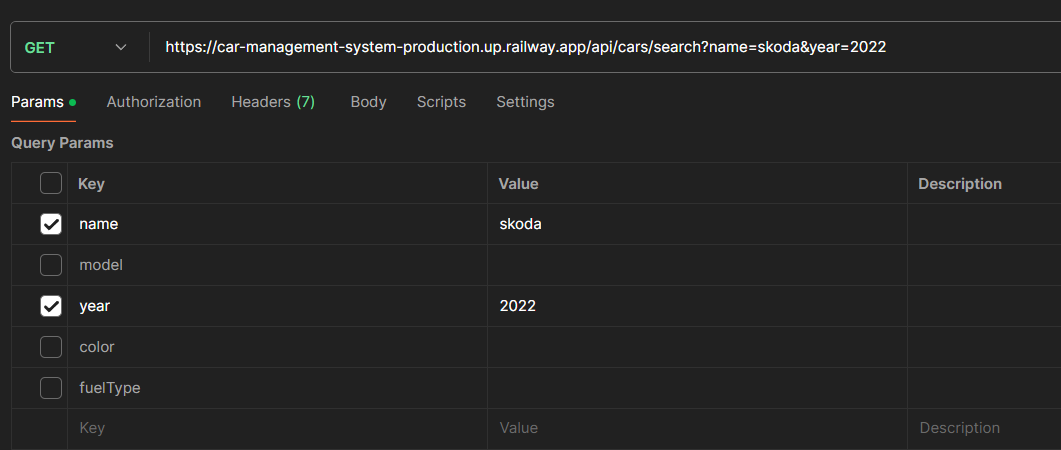 GET https://car-management-system-production.up.railway.app/api/cars/search?name=skoda&year=2022
Params Authorization Headers (7) Body Scripts Settings
Query Params
Key Value Description
name skoda
model
year 2022
color
fuelType
Key Value Description